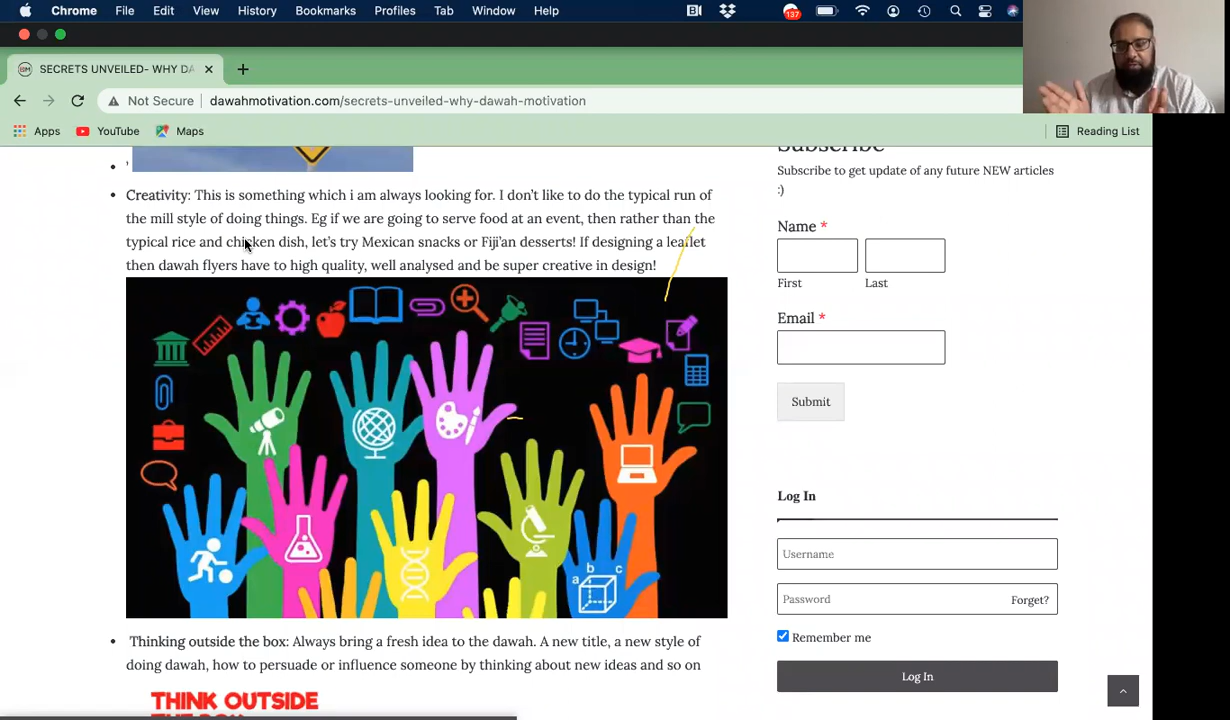 Chrome File Edit View History Bookmarks Profiles Tab Window Help
137
SECRETS UNVEILED- WHY DA
Not Secure dawahmotivation.com/secrets-unveiled-why-dawah-motivation
Apps YouTube Maps Reading List
Creativity: This is something which i am always looking for. I don't like to do the typical run of
the mill style of doing things. Eg if we are going to serve food at an event, then rather than the
typical rice and chicken dish, let's try Mexican snacks or Fiji'an desserts! If designing a leaflet
then dawah flyers have to high quality, well analysed and be super creative in design!
a b c
Thinking outside the box: Always bring a fresh idea to the dawah. A new title, a new style of
doing dawah, how to persuade or influence someone by thinking about new ideas and so on
THINK OUTSIDE
THE BOX
Subscribe
Subscribe to get update of any future NEW articles
:)
Name *
First Last
Email *
Submit
Log In
Username
Password Forget?
Remember me
Log In